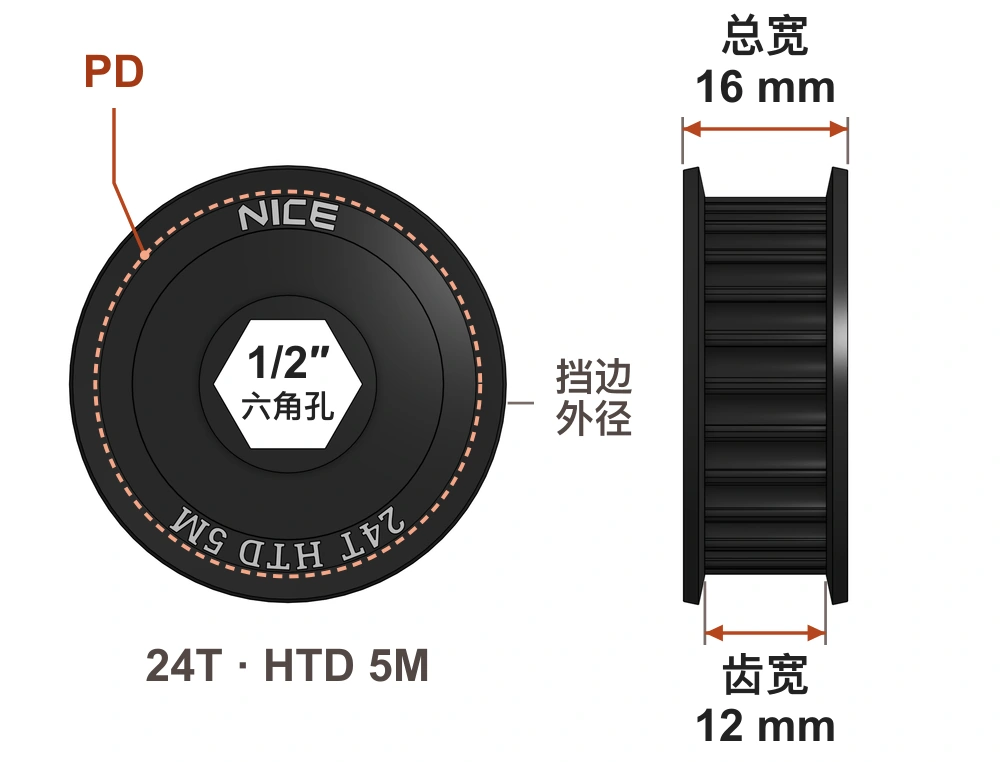 总宽
16 mm
PD
NICE
1/2″
六角孔
挡边
外径
24T HTD 5M
24T · HTD 5M
齿宽
12 mm